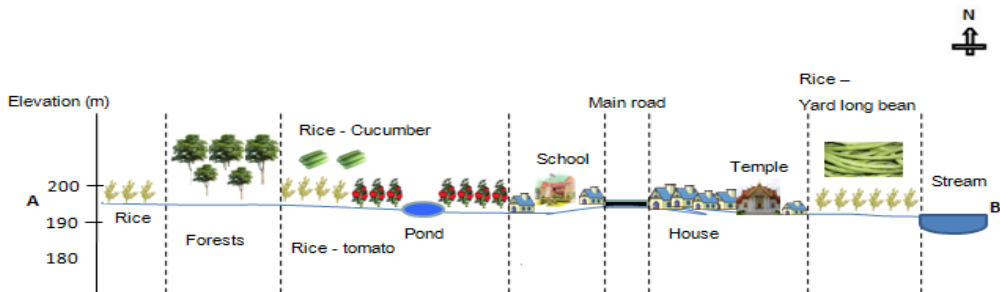 N
Rice –
Elevation (m)
Main road
Yard long bean
Rice - Cucumber
School
Temple
200
Stream
A
B
190
Rice
Pond
House
Forests
Rice - tomato
180